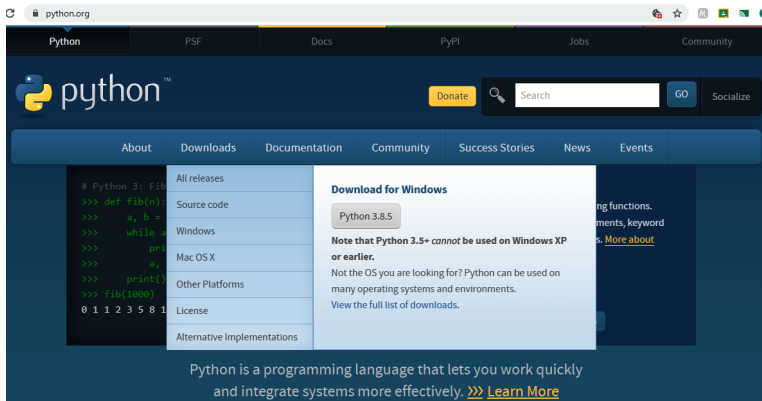 python.org
Python PSF Docs PyPI Jobs Community
python™
Donate Search GO Socialize
About Downloads Documentation Community Success Stories News Events
All releases
Source code
Windows
Mac OS X
Other Platforms
License
Alternative Implementations
Download for Windows
Python 3.8.5
Note that Python 3.5+ cannot be used on Windows XP
or earlier.
Not the OS you are looking for? Python can be used on
many operating systems and environments.
View the full list of downloads.
# Python 3: Fib
>>> def fib(n):
>>> a, b =
>>> while a
>>> pri
>>> a,
>>> print()
>>> fib(1000)
0 1 1 2 3 5 8 1
ng functions.
ments, keyword
s. More about
Python is a programming language that lets you work quickly
and integrate systems more effectively. >>> Learn More